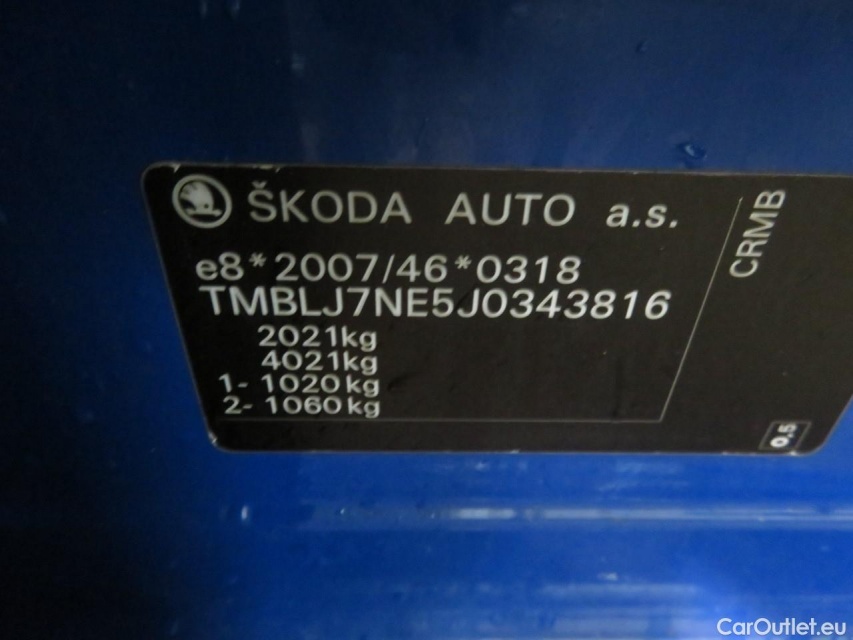 ŠKODA AUTO a.s.
e8*2007/46*0318
TMBLJ7NE5J0343816
2021kg
4021kg
1- 1020kg
2- 1060kg
CRMB
0,5
CarOutlet.eu